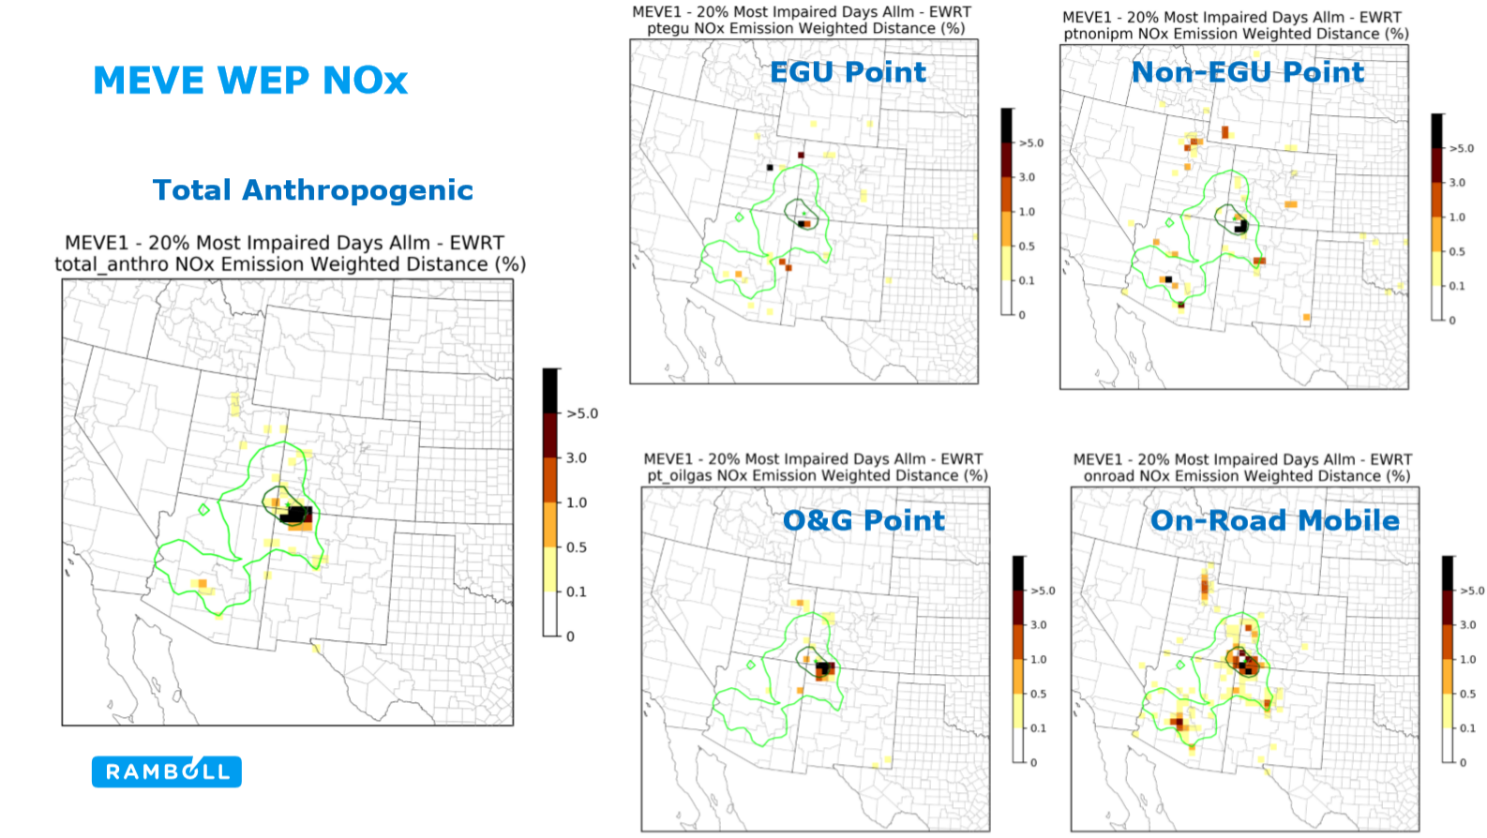 MEVE WEP NOx
Total Anthropogenic
MEVE1 - 20% Most Impaired Days Allm - EWRT
total_anthro NOx Emission Weighted Distance (%)
>5.0
3.0
1.0
0.5
0.1
0
RAMBOLL
MEVE1 - 20% Most Impaired Days Allm - EWRT
ptegu NOx Emission Weighted Distance (%)
EGU Point
>5.0
3.0
1.0
0.5
0.1
0
MEVE1 - 20% Most Impaired Days Allm - EWRT
ptnonipm NOx Emission Weighted Distance (%)
Non-EGU Point
>5.0
3.0
1.0
0.5
0.1
0
MEVE1 - 20% Most Impaired Days Allm - EWRT
pt_oilgas NOx Emission Weighted Distance (%)
O&G Point
>5.0
3.0
1.0
0.5
0.1
0
MEVE1 - 20% Most Impaired Days Allm - EWRT
onroad NOx Emission Weighted Distance (%)
On-Road Mobile
>5.0
3.0
1.0
0.5
0.1
0